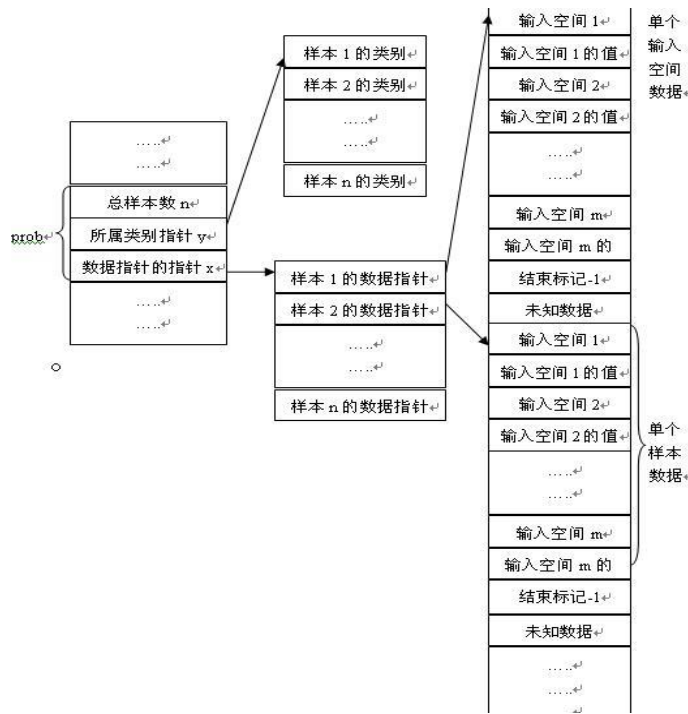 …..
…..
总样本数 n
所属类别指针 y
数据指针的指针 x
…..
…..
prob
样本 1 的类别
样本 2 的类别
…..
…..
样本 n 的类别
样本 1 的数据指针
样本 2 的数据指针
…..
…..
样本 n 的数据指针
输入空间 1
输入空间 1 的值
输入空间 2
输入空间 2 的值
…..
…..
输入空间 m
输入空间 m 的
结束标记-1
未知数据
输入空间 1
输入空间 1 的值
输入空间 2
输入空间 2 的值
…..
…..
输入空间 m
输入空间 m 的
结束标记-1
未知数据
…..
…..
单个
输入
空间
数据
单个
样本
数据